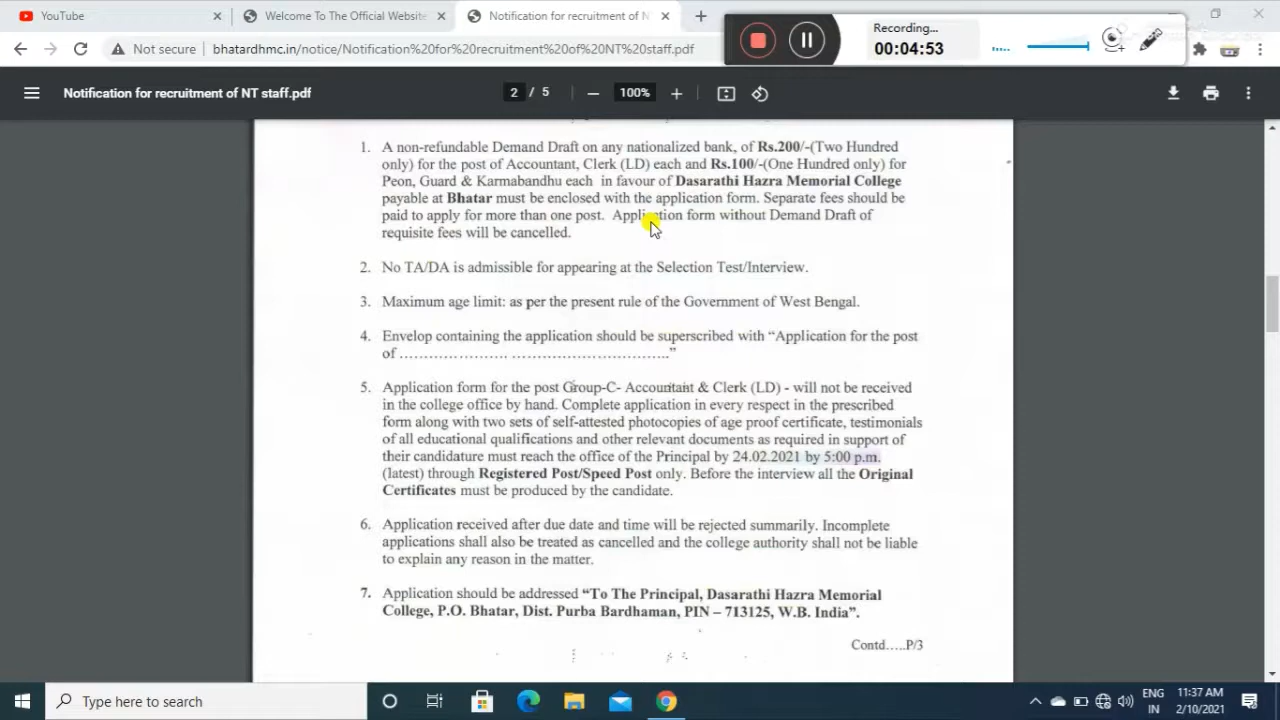 YouTube
Welcome To The Official Website
Notification for recruitment of N
Recording...
00:04:53
Not secure
bhatardhmc.in/notice/Notification%20for%20recruitment%20of%20NT%20staff.pdf
Notification for recruitment of NT staff.pdf
2 / 5
100%
1. A non-refundable Demand Draft on any nationalized bank, of Rs.200/-(Two Hundred
only) for the post of Accountant, Clerk (LD) each and Rs.100/-(One Hundred only) for
Peon, Guard & Karmabandhu each in favour of Dasarathi Hazra Memorial College
payable at Bhatar must be enclosed with the application form. Separate fees should be
paid to apply for more than one post. Application form without Demand Draft of
requisite fees will be cancelled.
2. No TA/DA is admissible for appearing at the Selection Test/Interview.
3. Maximum age limit: as per the present rule of the Government of West Bengal.
4. Envelop containing the application should be superscribed with “Application for the post
of ………………… …………………………..”
5. Application form for the post Group-C- Accountant & Clerk (LD) - will not be received
in the college office by hand. Complete application in every respect in the prescribed
form along with two sets of self-attested photocopies of age proof certificate, testimonials
of all educational qualifications and other relevant documents as required in support of
their candidature must reach the office of the Principal by 24.02.2021 by 5:00 p.m.
(latest) through Registered Post/Speed Post only. Before the interview all the Original
Certificates must be produced by the candidate.
6. Application received after due date and time will be rejected summarily. Incomplete
applications shall also be treated as cancelled and the college authority shall not be liable
to explain any reason in the matter.
7. Application should be addressed “To The Principal, Dasarathi Hazra Memorial
College, P.O. Bhatar, Dist. Purba Bardhaman, PIN – 713125, W.B. India”.
Contd…..P/3
Type here to search
ENG
IN
11:37 AM
2/10/2021